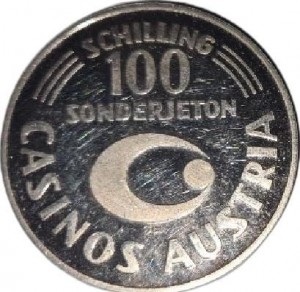 SCHILLING
100
SONDERJETON
CASINOS AUSTRIA